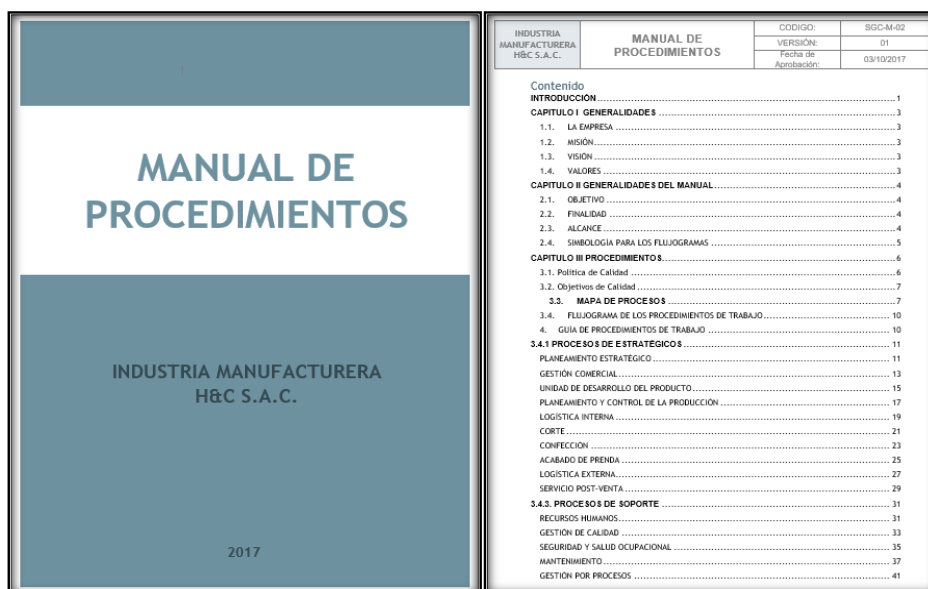 MANUAL DE
PROCEDIMIENTOS
INDUSTRIA MANUFACTURERA
H&C S.A.C.
2017
INDUSTRIA
MANUFACTURERA
H&C S.A.C.
MANUAL DE
PROCEDIMIENTOS
CODIGO: SGC-M-02
VERSIÓN: 01
Fecha de
Aprobación: 03/10/2017
Contenido
INTRODUCCIÓN 1
CAPITULO I GENERALIDADES 3
1.1. LA EMPRESA 3
1.2. MISIÓN 3
1.3. VISIÓN 3
1.4. VALORES 3
CAPITULO II GENERALIDADES DEL MANUAL 4
2.1. OBJETIVO 4
2.2. FINALIDAD 4
2.3. ALCANCE 4
2.4. SIMBOLOGÍA PARA LOS FLUJOGRAMAS 5
CAPITULO III PROCEDIMIENTOS 6
3.1. Política de Calidad 6
3.2. Objetivos de Calidad 7
3.3. MAPA DE PROCESOS 7
3.4. FLUJOGRAMA DE LOS PROCEDIMIENTOS DE TRABAJO 10
4. GUÍA DE PROCEDIMIENTOS DE TRABAJO 10
3.4.1 PROCESOS DE ESTRATÉGICOS 11
PLANEAMIENTO ESTRATÉGICO 11
GESTIÓN COMERCIAL 13
UNIDAD DE DESARROLLO DEL PRODUCTO 15
PLANEAMIENTO Y CONTROL DE LA PRODUCCIÓN 17
LOGÍSTICA INTERNA 19
CORTE 21
CONFECCIÓN 23
ACABADO DE PRENDA 25
LOGÍSTICA EXTERNA 27
SERVICIO POST-VENTA 29
3.4.3. PROCESOS DE SOPORTE 31
RECURSOS HUMANOS 31
GESTIÓN DE CALIDAD 33
SEGURIDAD Y SALUD OCUPACIONAL 35
MANTENIMIENTO 37
GESTIÓN POR PROCESOS 41